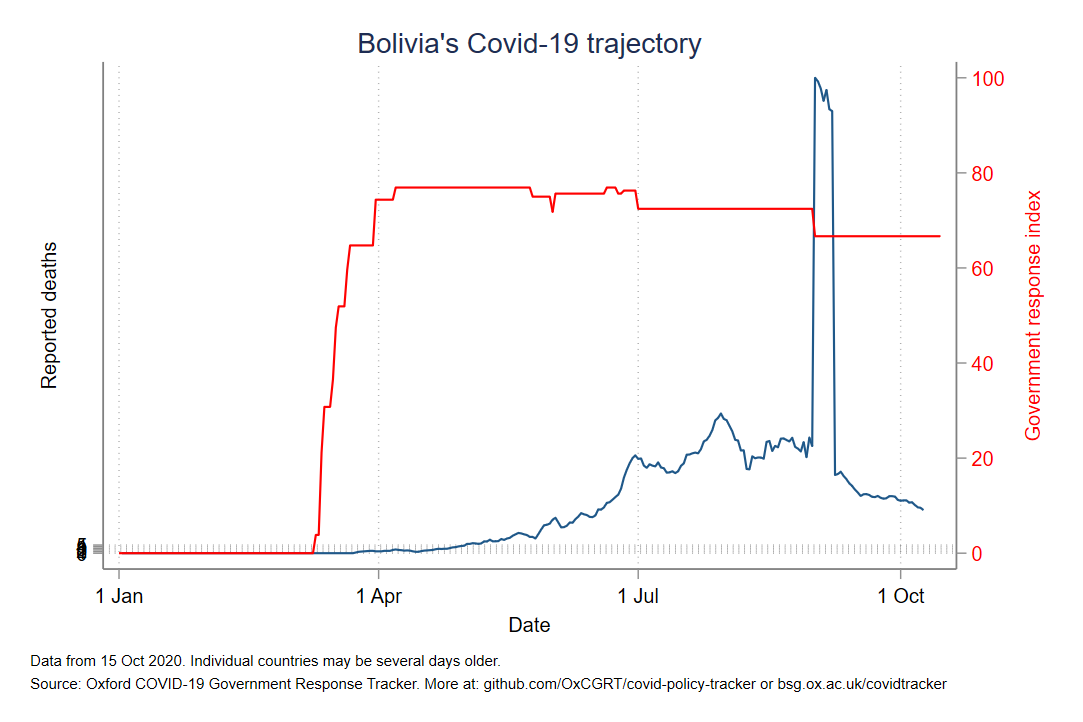 Bolivia's Covid-19 trajectory
100
80
60
40
20
0
Reported deaths
Government response index
1 Jan
1 Apr
1 Jul
1 Oct
Date
Data from 15 Oct 2020. Individual countries may be several days older.
Source: Oxford COVID-19 Government Response Tracker. More at: github.com/OxCGRT/covid-policy-tracker or bsg.ox.ac.uk/covidtracker